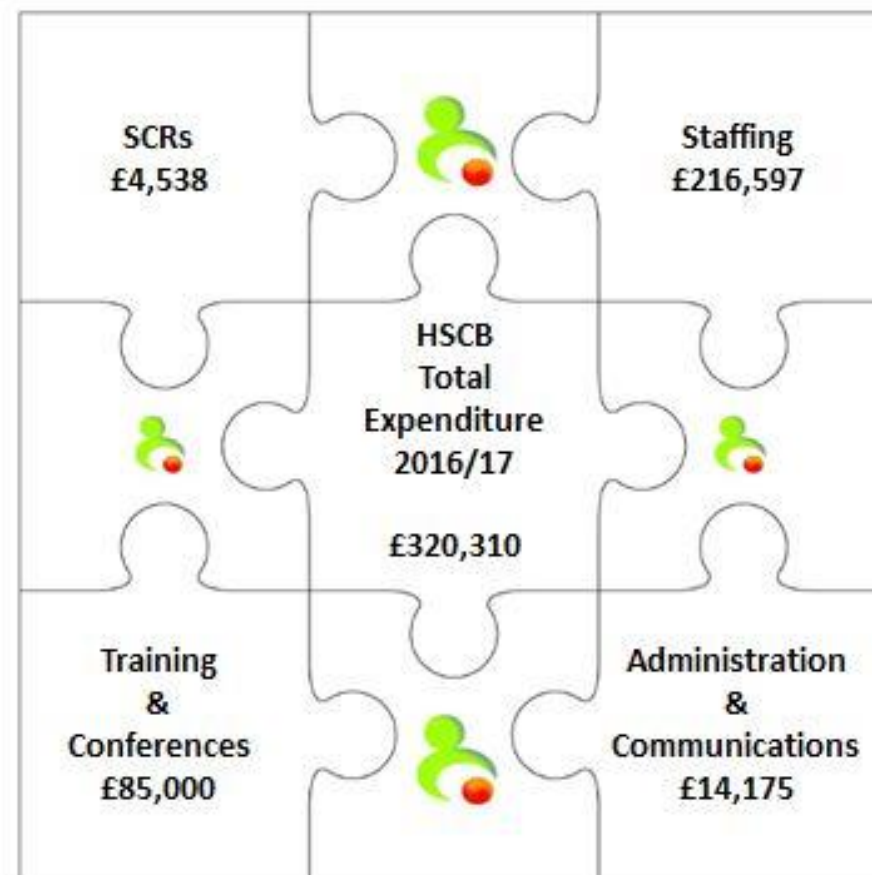 SCRs
£4,538
Staffing
£216,597
HSCB
Total
Expenditure
2016/17
£320,310
Training
&
Conferences
£85,000
Administration
&
Communications
£14,175